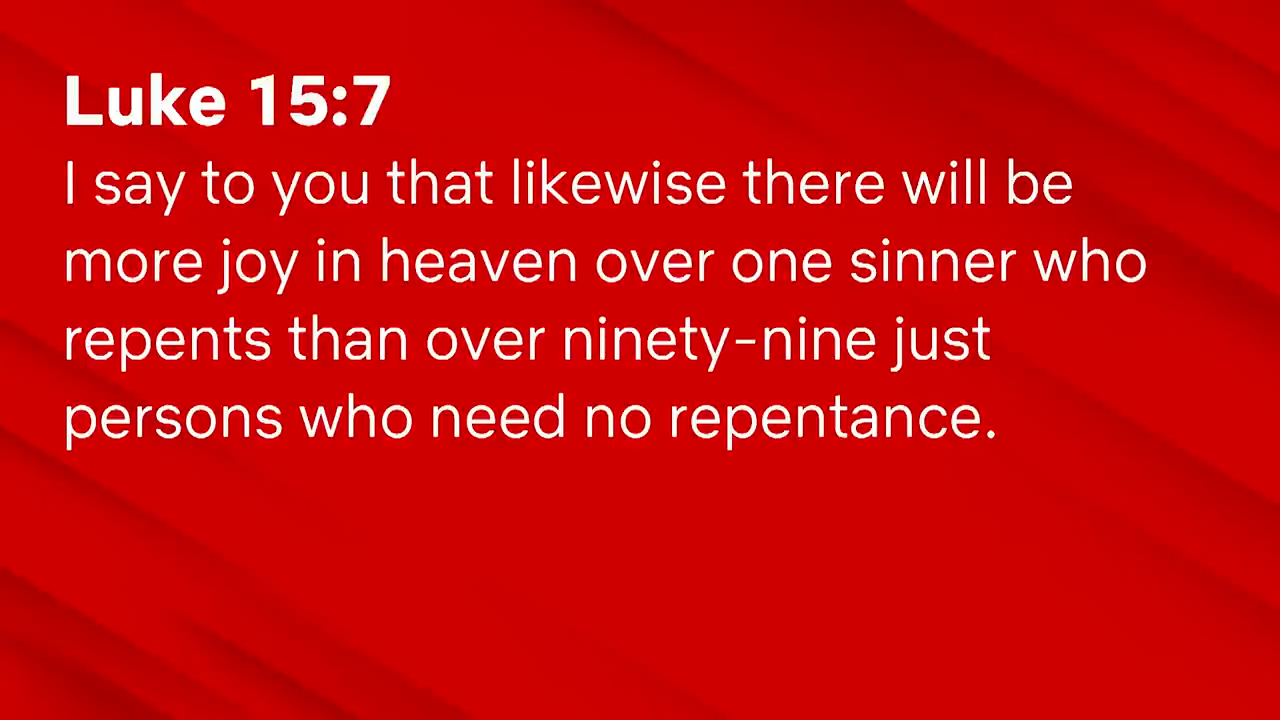 Luke 15:7
I say to you that likewise there will be
more joy in heaven over one sinner who
repents than over ninety-nine just
persons who need no repentance.